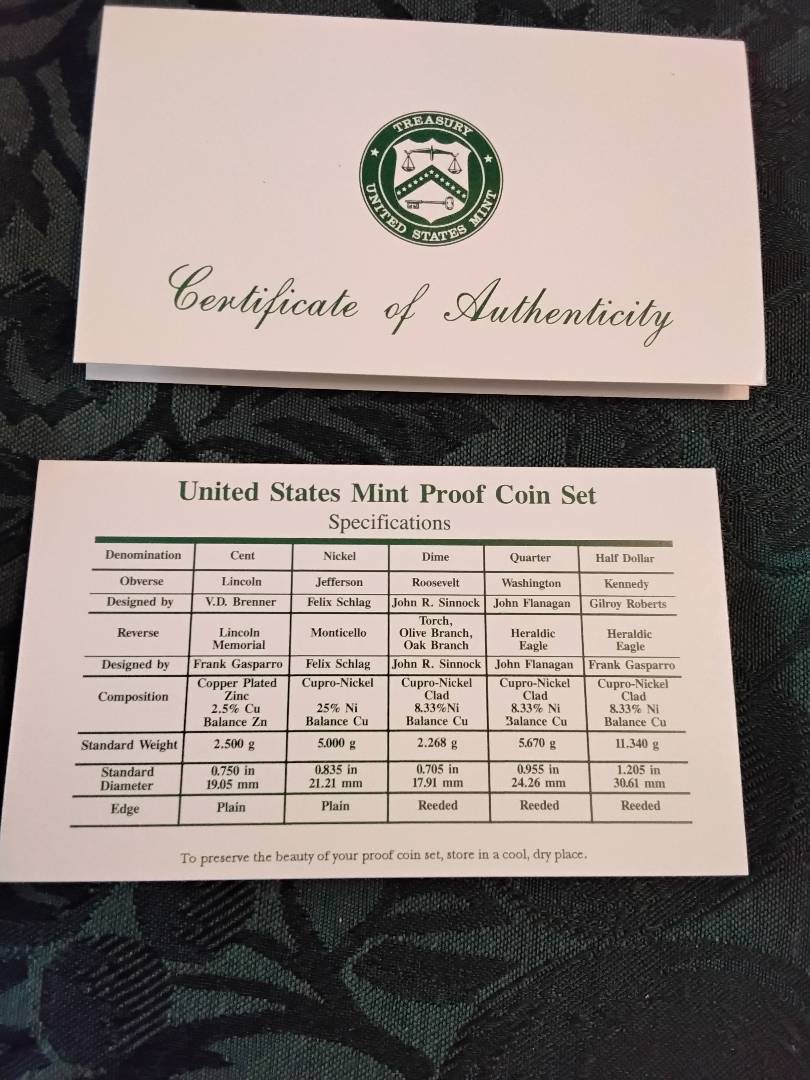 TREASURY
UNITED STATES MINT
Certificate of Authenticity
United States Mint Proof Coin Set
Specifications
Denomination Cent Nickel Dime Quarter Half Dollar
Obverse Lincoln Jefferson Roosevelt Washington Kennedy
Designed by V.D. Brenner Felix Schlag John R. Sinnock John Flanagan Gilroy Roberts
Torch,
Reverse Lincoln Monticello Olive Branch, Heraldic Heraldic
Memorial Oak Branch Eagle Eagle
Designed by Frank Gasparro Felix Schlag John R. Sinnock John Flanagan Frank Gasparro
Copper Plated Cupro-Nickel Cupro-Nickel Cupro-Nickel Cupro-Nickel
Composition Zinc Clad Clad Clad
2.5% Cu 25% Ni 8.33%Ni 8.33% Ni 8.33% Ni
Balance Zn Balance Cu Balance Cu Balance Cu Balance Cu
Standard Weight 2.500 g 5.000 g 2.268 g 5.670 g 11.340 g
Standard 0.750 in 0.835 in 0.705 in 0.955 in 1.205 in
Diameter 19.05 mm 21.21 mm 17.91 mm 24.26 mm 30.61 mm
Edge Plain Plain Reeded Reeded Reeded
To preserve the beauty of your proof coin set, store in a cool, dry place.